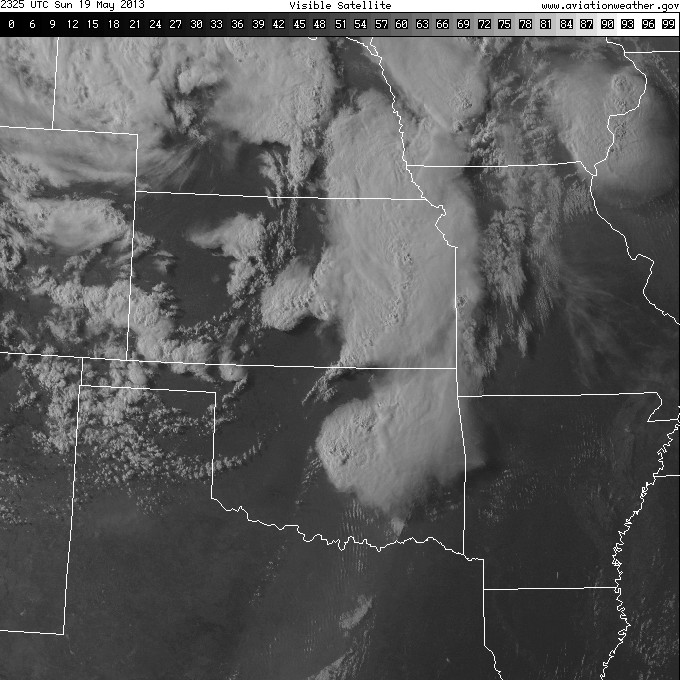 2325 UTC Sun 19 May 2013 Visible Satellite www.aviationweather.gov
0 6 9 12 15 18 21 24 27 30 33 36 39 42 45 48 51 54 57 60 63 66 69 72 75 78 81 84 87 90 93 96 99